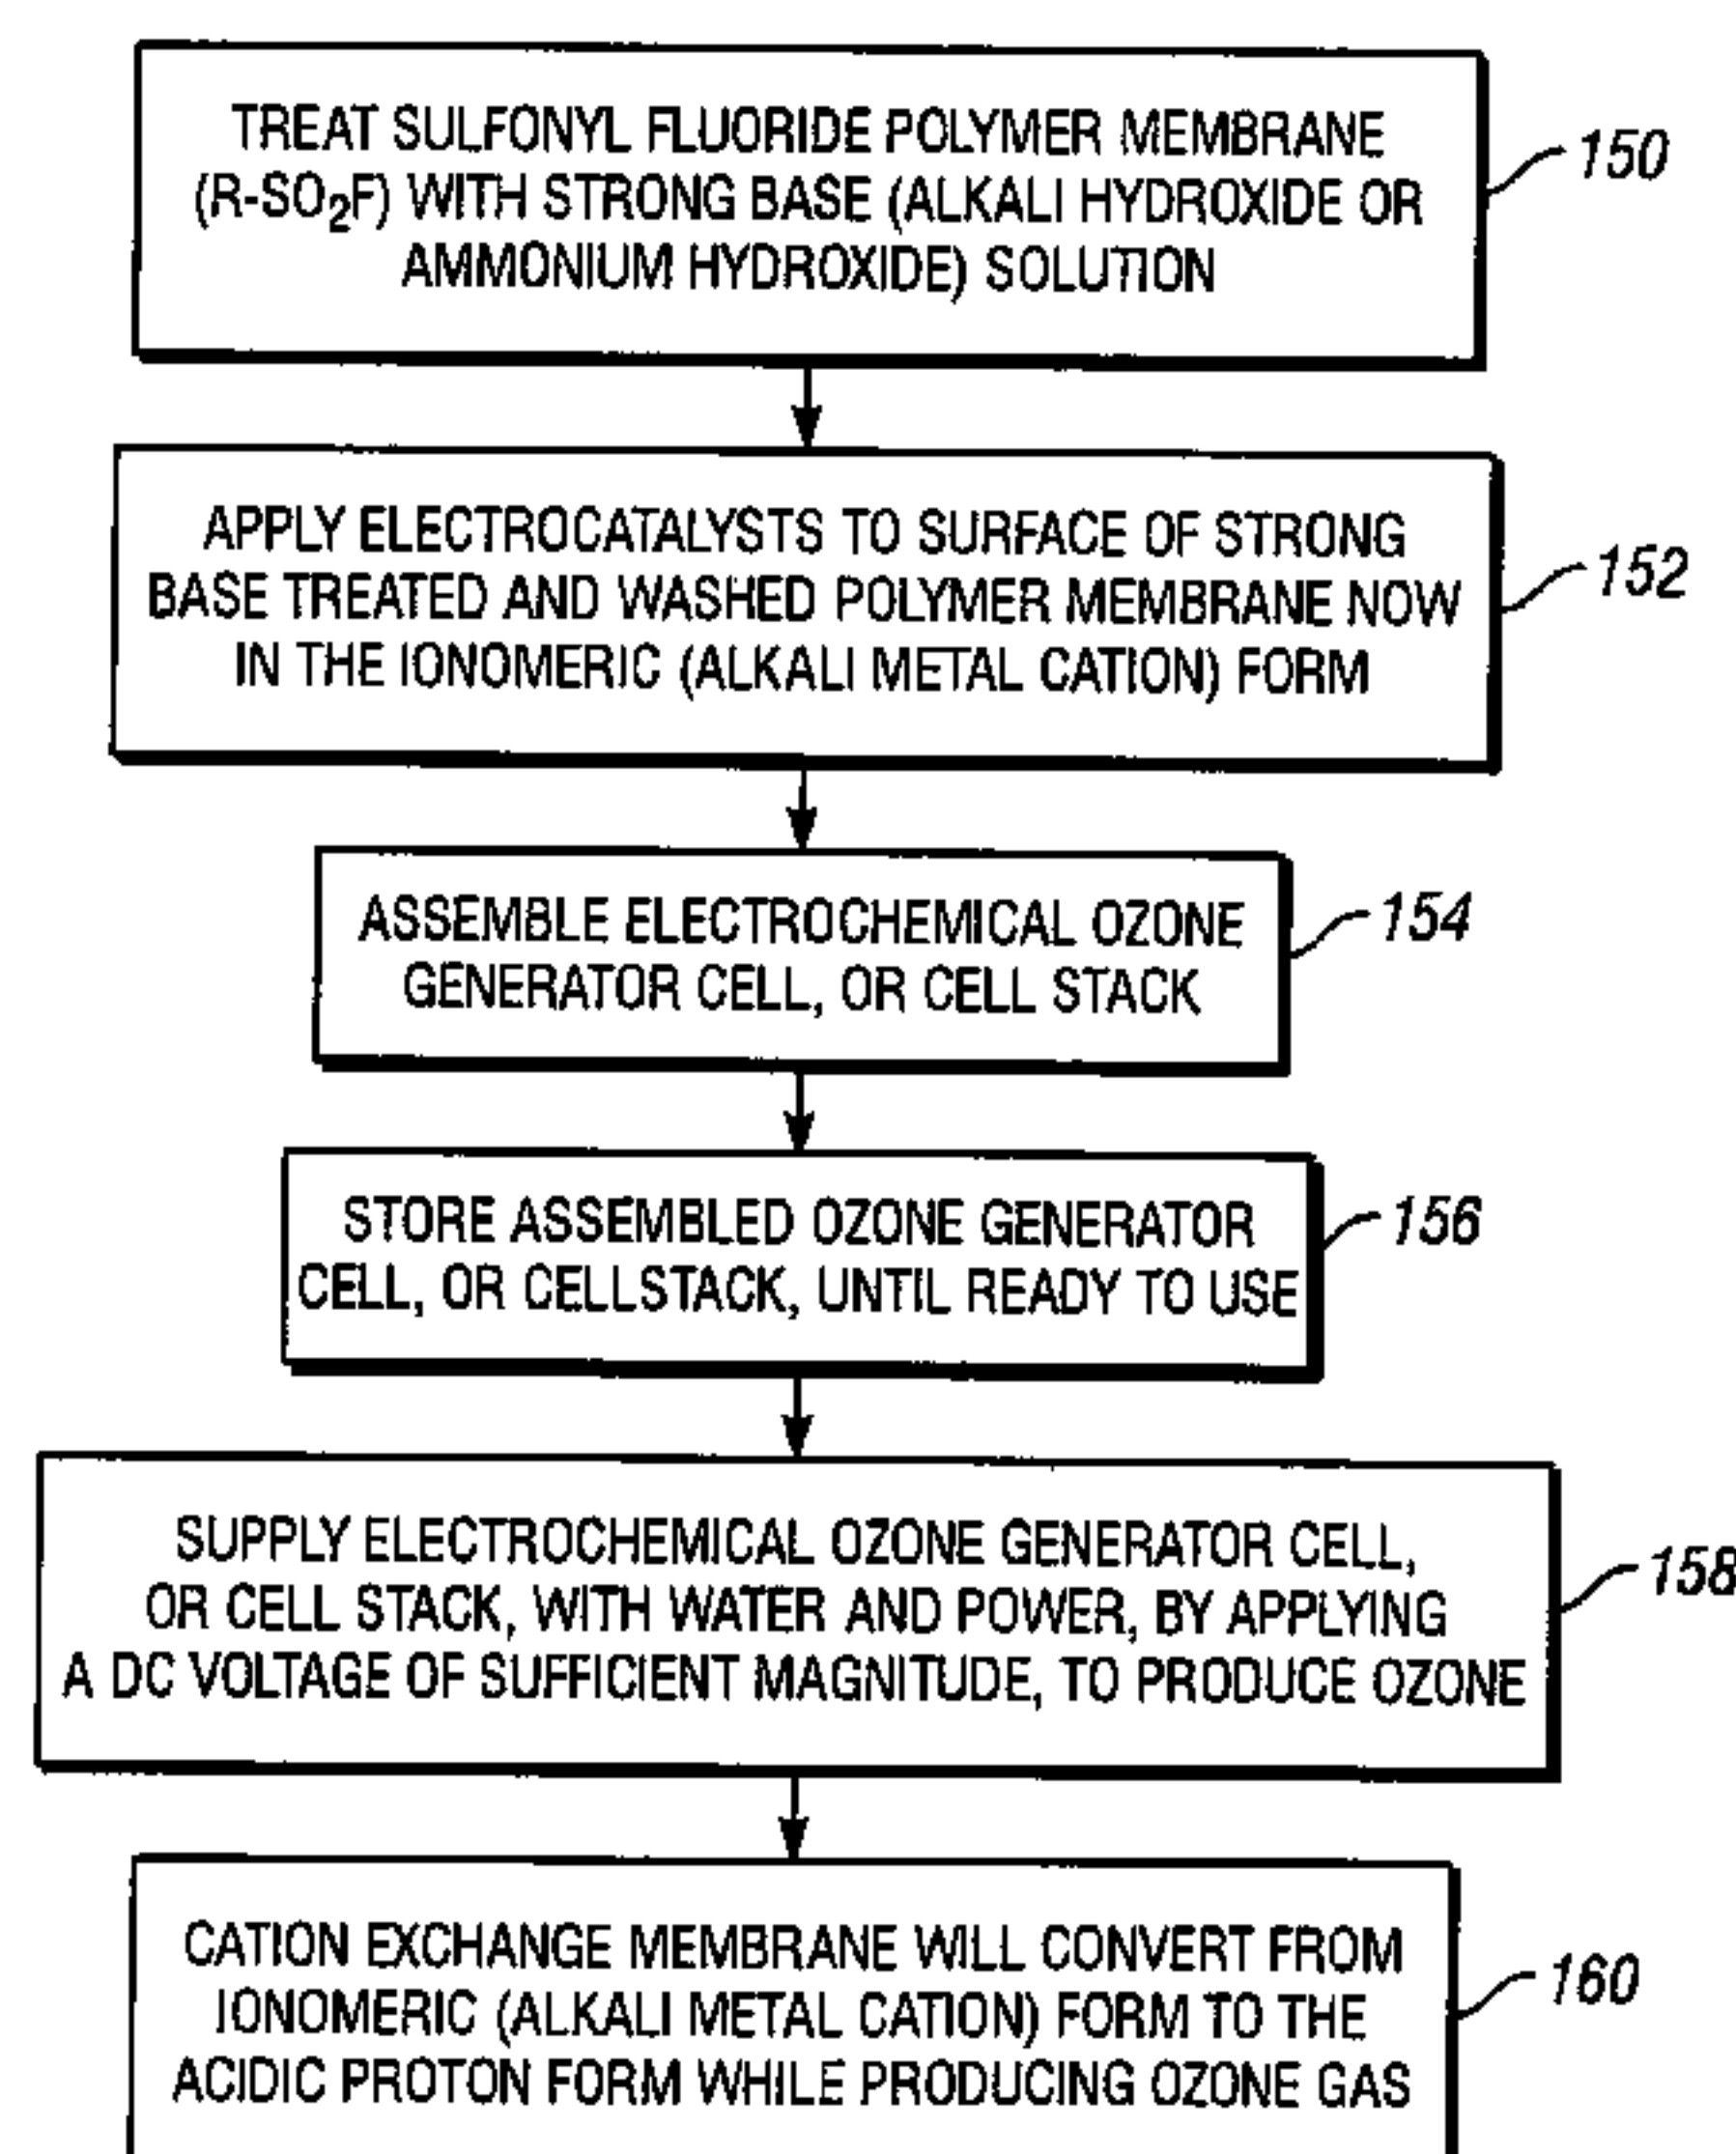 TREAT SULFONYL FLUORIDE POLYMER MEMBRANE
(R-SO2F) WITH STRONG BASE (ALKALI HYDROXIDE OR
AMMONIUM HYDROXIDE) SOLUTION
150
APPLY ELECTROCATALYSTS TO SURFACE OF STRONG
BASE TREATED AND WASHED POLYMER MEMBRANE NOW
IN THE IONOMERIC (ALKALI METAL CATION) FORM
152
ASSEMBLE ELECTROCHEMICAL OZONE
GENERATOR CELL, OR CELL STACK
154
STORE ASSEMBLED OZONE GENERATOR
CELL, OR CELLSTACK, UNTIL READY TO USE
156
SUPPLY ELECTROCHEMICAL OZONE GENERATOR CELL,
OR CELL STACK, WITH WATER AND POWER, BY APPLYING
A DC VOLTAGE OF SUFFICIENT MAGNITUDE, TO PRODUCE OZONE
158
CATION EXCHANGE MEMBRANE WILL CONVERT FROM
IONOMERIC (ALKALI METAL CATION) FORM TO THE
ACIDIC PROTON FORM WHILE PRODUCING OZONE GAS
160